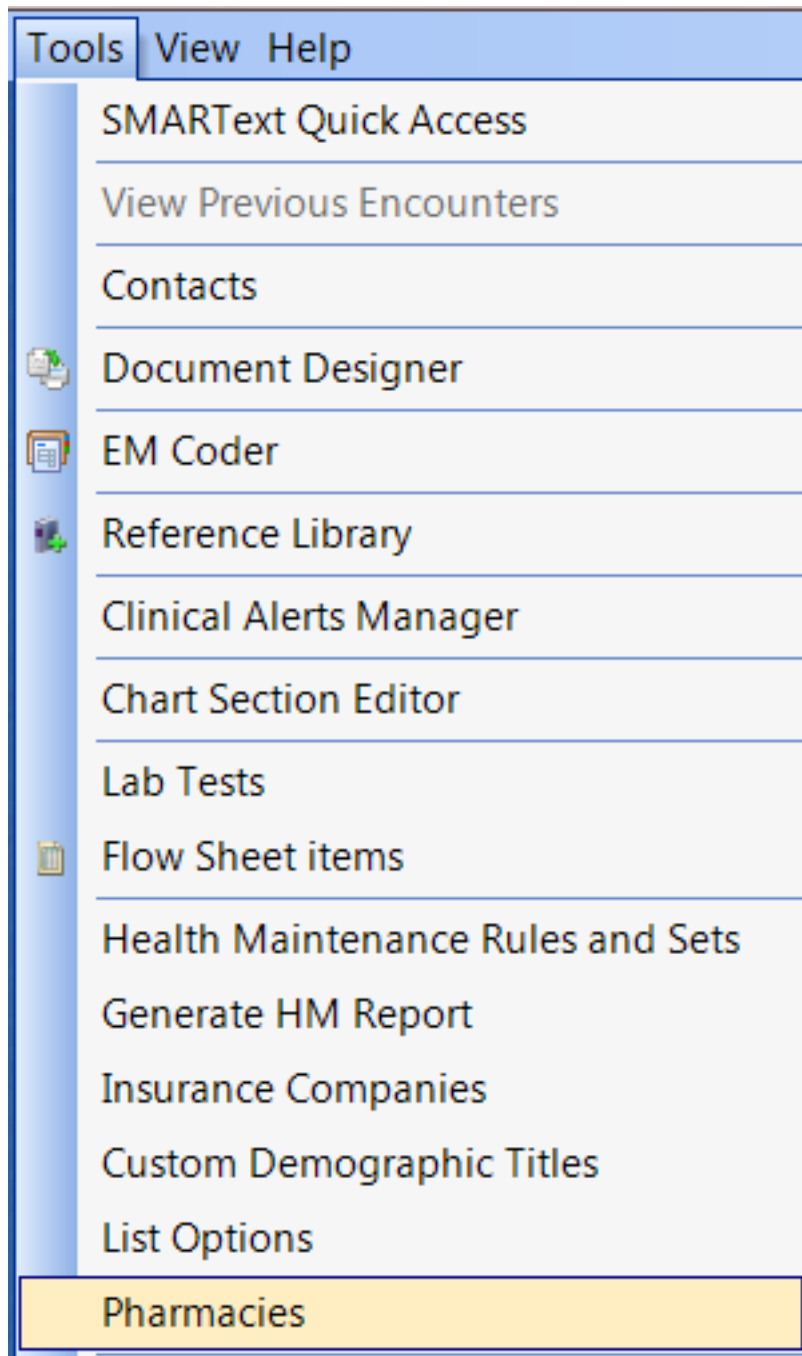 Tools View Help
SMARText Quick Access
View Previous Encounters
Contacts
Document Designer
EM Coder
Reference Library
Clinical Alerts Manager
Chart Section Editor
Lab Tests
Flow Sheet items
Health Maintenance Rules and Sets
Generate HM Report
Insurance Companies
Custom Demographic Titles
List Options
Pharmacies